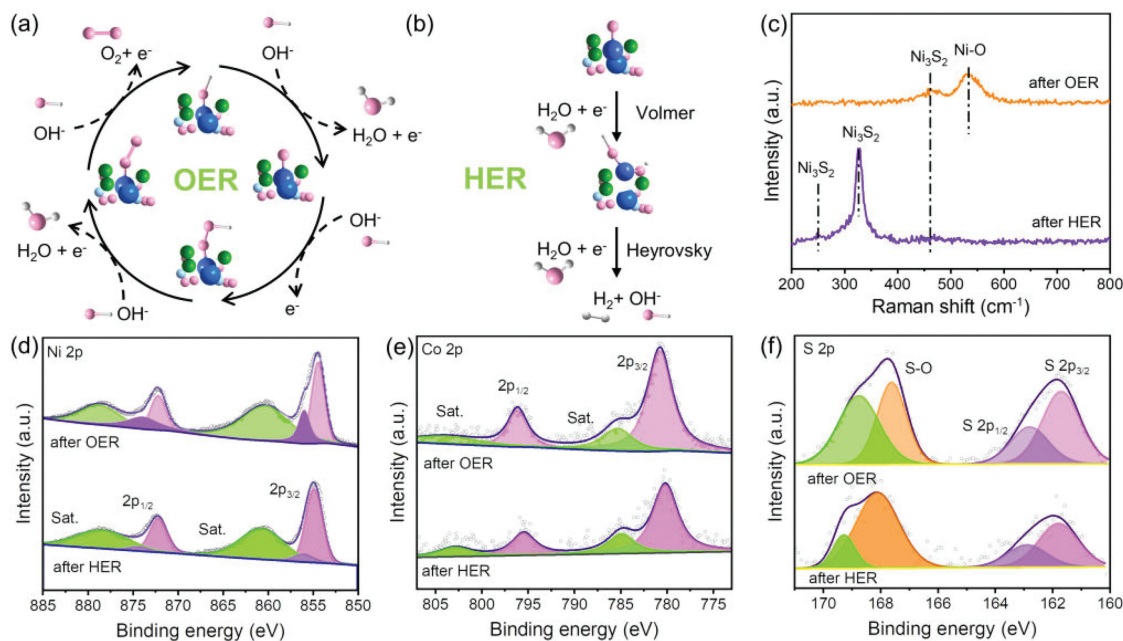 (a)
O₂+ e⁻
OH⁻
OH⁻
H₂O + e⁻
OER
OH⁻
H₂O + e⁻
OH⁻
e⁻
(b)
H₂O + e⁻
Volmer
HER
H₂O + e⁻
Heyrovsky
H₂+ OH⁻
(c)
Intensity (a.u.)
Ni₃S₂
Ni-O
after OER
Ni₃S₂
Ni₃S₂
after HER
200 300 400 500 600 700 800
Raman shift (cm⁻¹)
(d)
Ni 2p
Intensity (a.u.)
after OER
2p₁/₂
2p₃/₂
Sat.
Sat.
after HER
885 880 875 870 865 860 855 850
Binding energy (eV)
(e)
Co 2p
Intensity (a.u.)
2p₃/₂
2p₁/₂
Sat.
Sat.
after OER
after HER
805 800 795 790 785 780 775
Binding energy (eV)
(f)
S 2p
Intensity (a.u.)
S-O
S 2p₃/₂
S 2p₁/₂
after OER
after HER
170 168 166 164 162 160
Binding energy (eV)